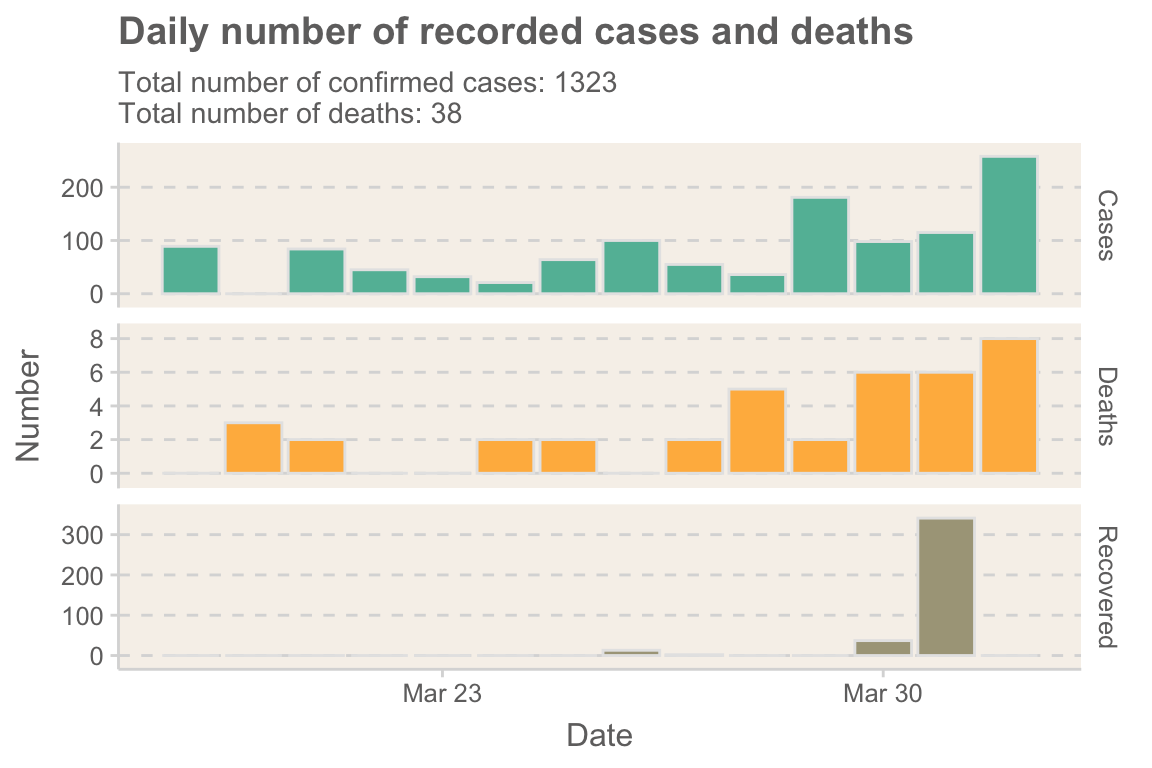 Daily number of recorded cases and deaths
Total number of confirmed cases: 1323
Total number of deaths: 38
200
100
0
Cases
8
6
4
2
0
Deaths
300
200
100
0
Recovered
Number
Mar 23
Mar 30
Date